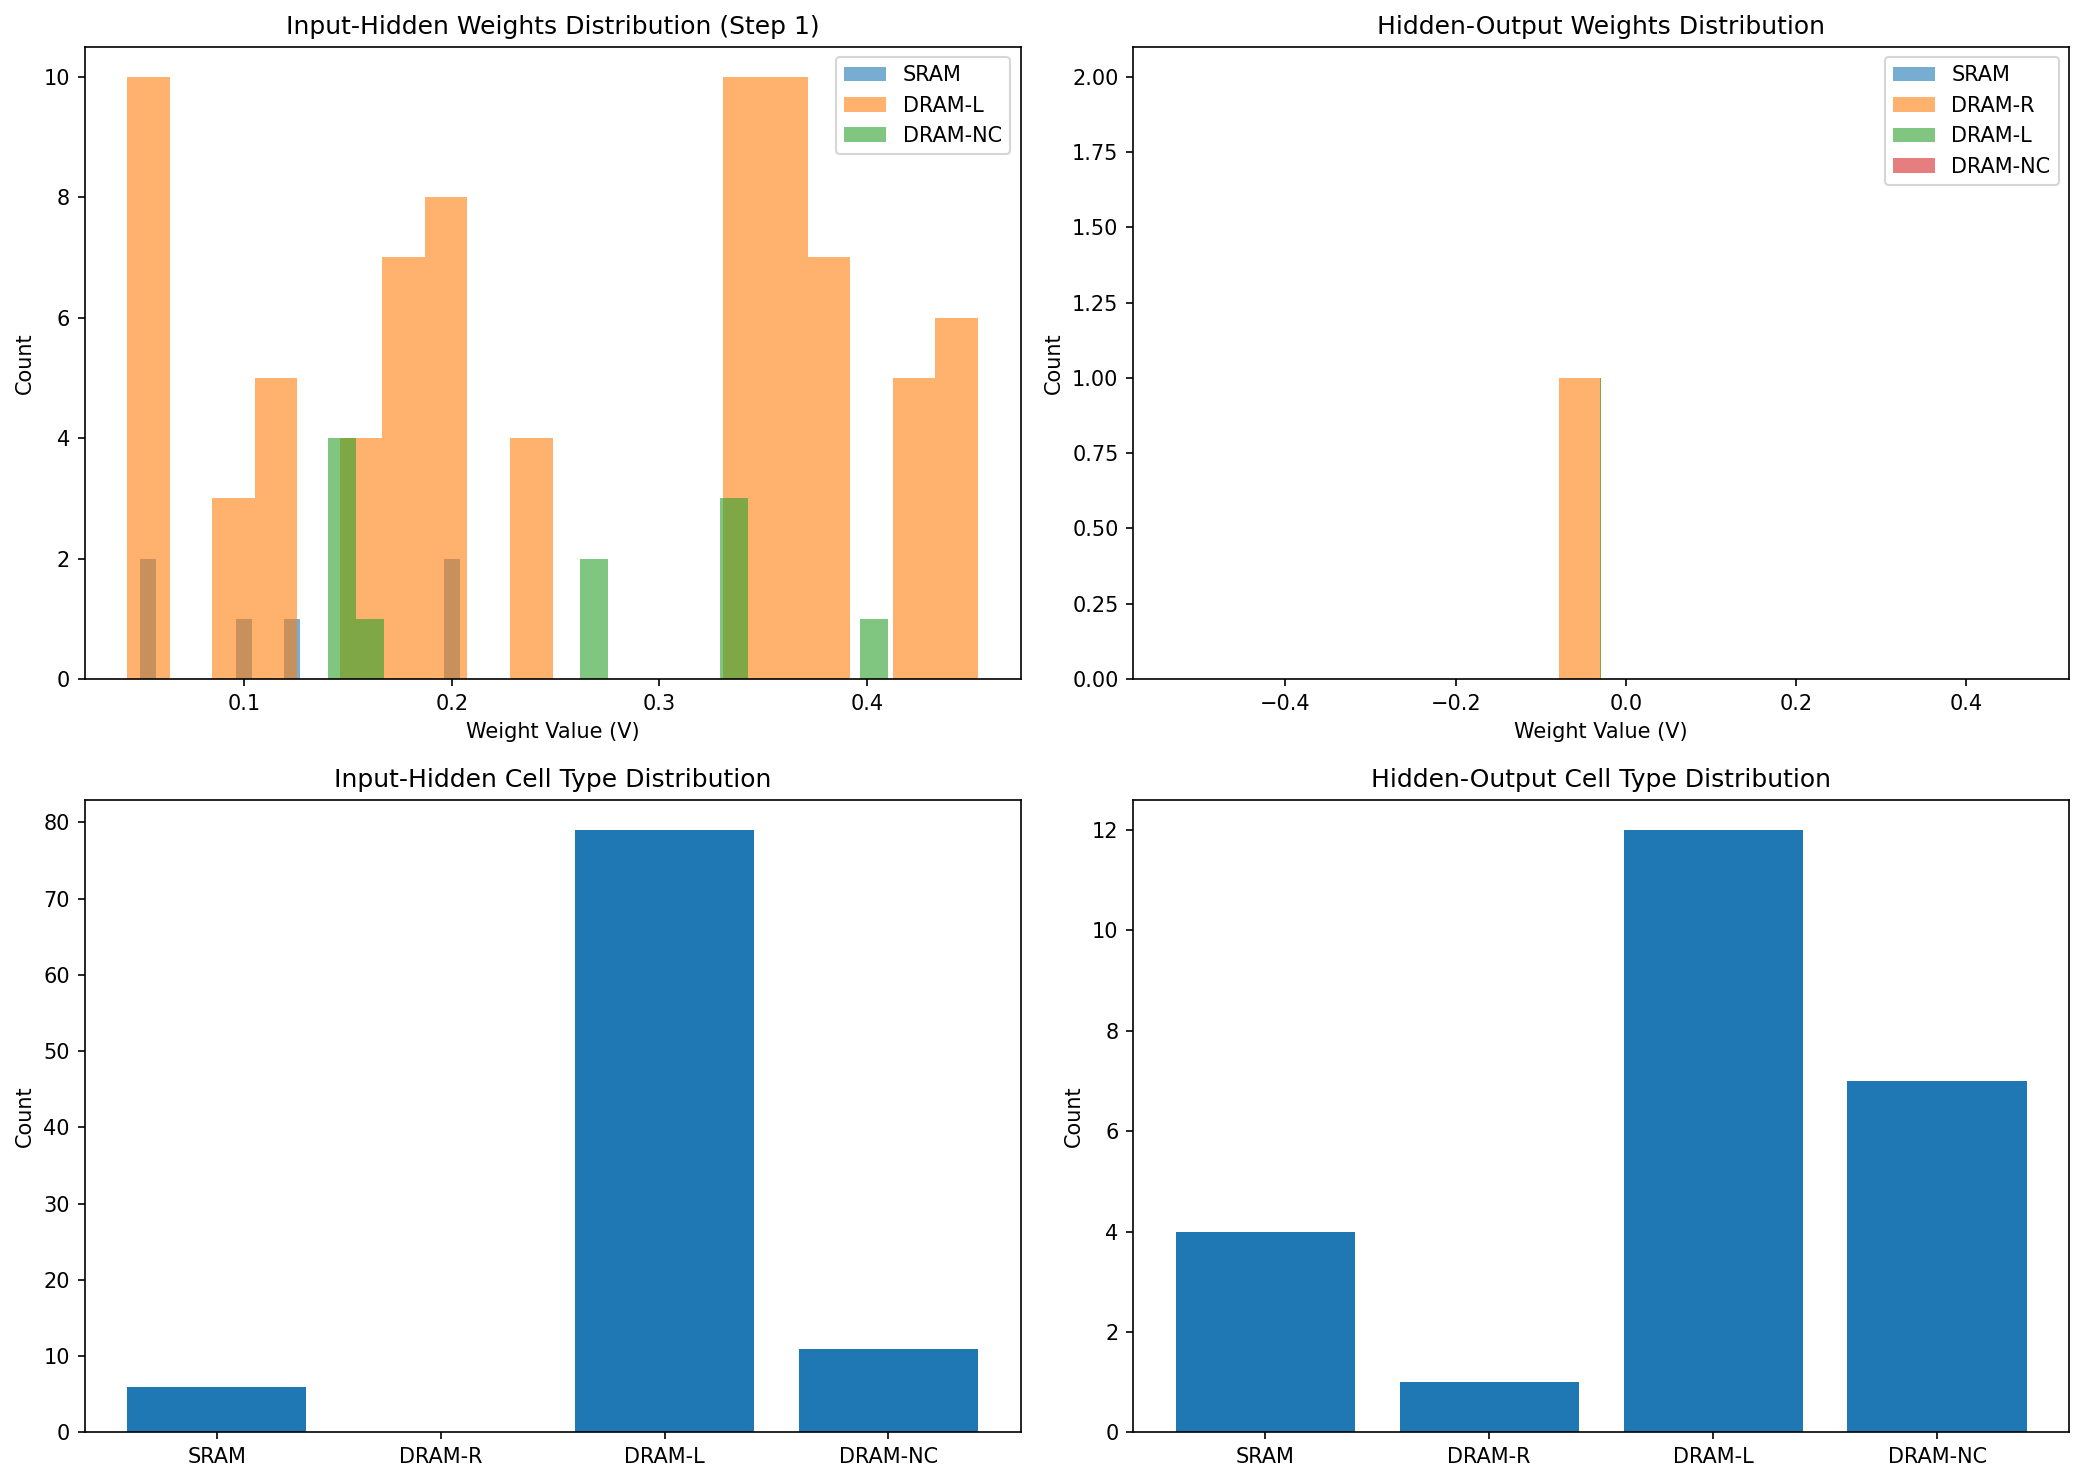 Input-Hidden Weights Distribution (Step 1)
Count
10
8
6
4
2
0
SRAM
DRAM-L
DRAM-NC
0.1 0.2 0.3 0.4
Weight Value (V)
Hidden-Output Weights Distribution
Count
2.00
1.75
1.50
1.25
1.00
0.75
0.50
0.25
0.00
SRAM
DRAM-R
DRAM-L
DRAM-NC
−0.4 −0.2 0.0 0.2 0.4
Weight Value (V)
Input-Hidden Cell Type Distribution
Count
80
70
60
50
40
30
20
10
0
SRAM DRAM-R DRAM-L DRAM-NC
Hidden-Output Cell Type Distribution
Count
12
10
8
6
4
2
0
SRAM DRAM-R DRAM-L DRAM-NC